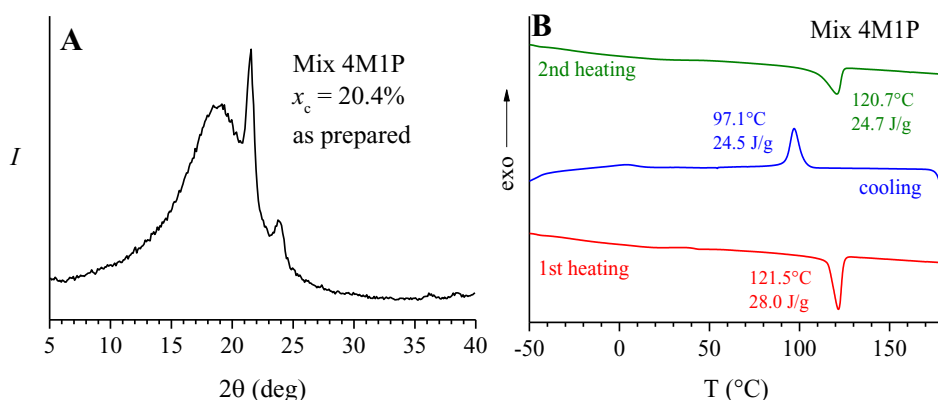 A
Mix 4M1P
x_c = 20.4%
as prepared
I
5 10 15 20 25 30 35 40
2θ (deg)
B
Mix 4M1P
2nd heating
120.7°C
24.7 J/g
97.1°C
24.5 J/g
exo
cooling
1st heating
121.5°C
28.0 J/g
-50 0 50 100 150
T (°C)